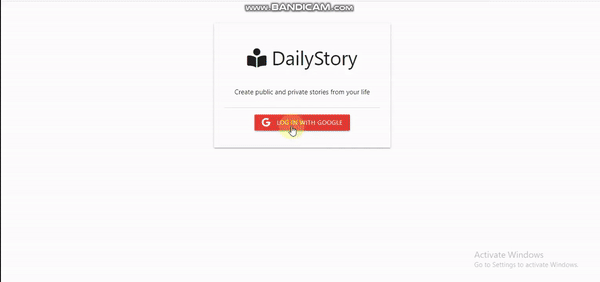 www.BANDICAM.com
DailyStory
Create public and private stories from your life
G LOG IN WITH GOOGLE
Activate Windows
Go to Settings to activate Windows.